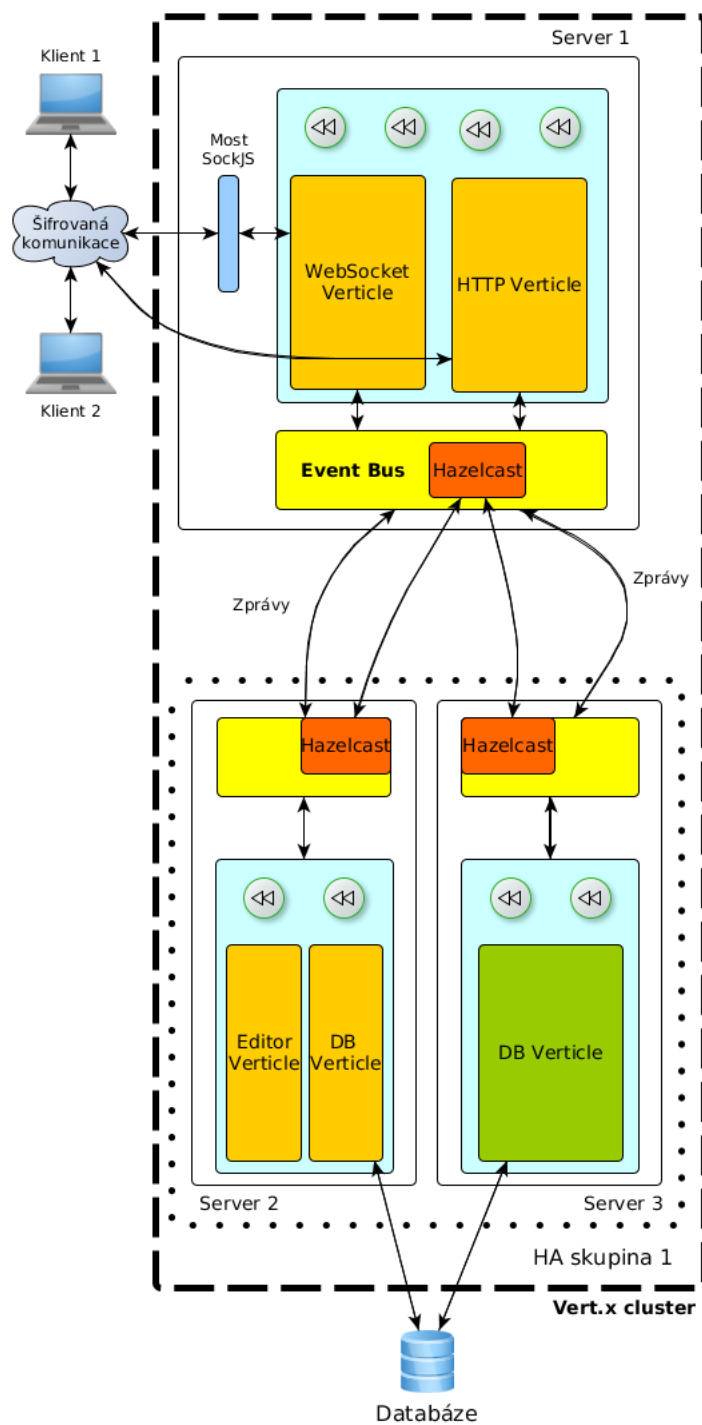 Server 1
Klient 1
Most
SockJS
Šifrovaná
komunikace
WebSocket
Verticle
HTTP Verticle
Klient 2
Event Bus
Hazelcast
Zprávy
Zprávy
Hazelcast
Hazelcast
Editor
Verticle
DB
Verticle
DB Verticle
Server 2
Server 3
HA skupina 1
Vert.x cluster
Databáze